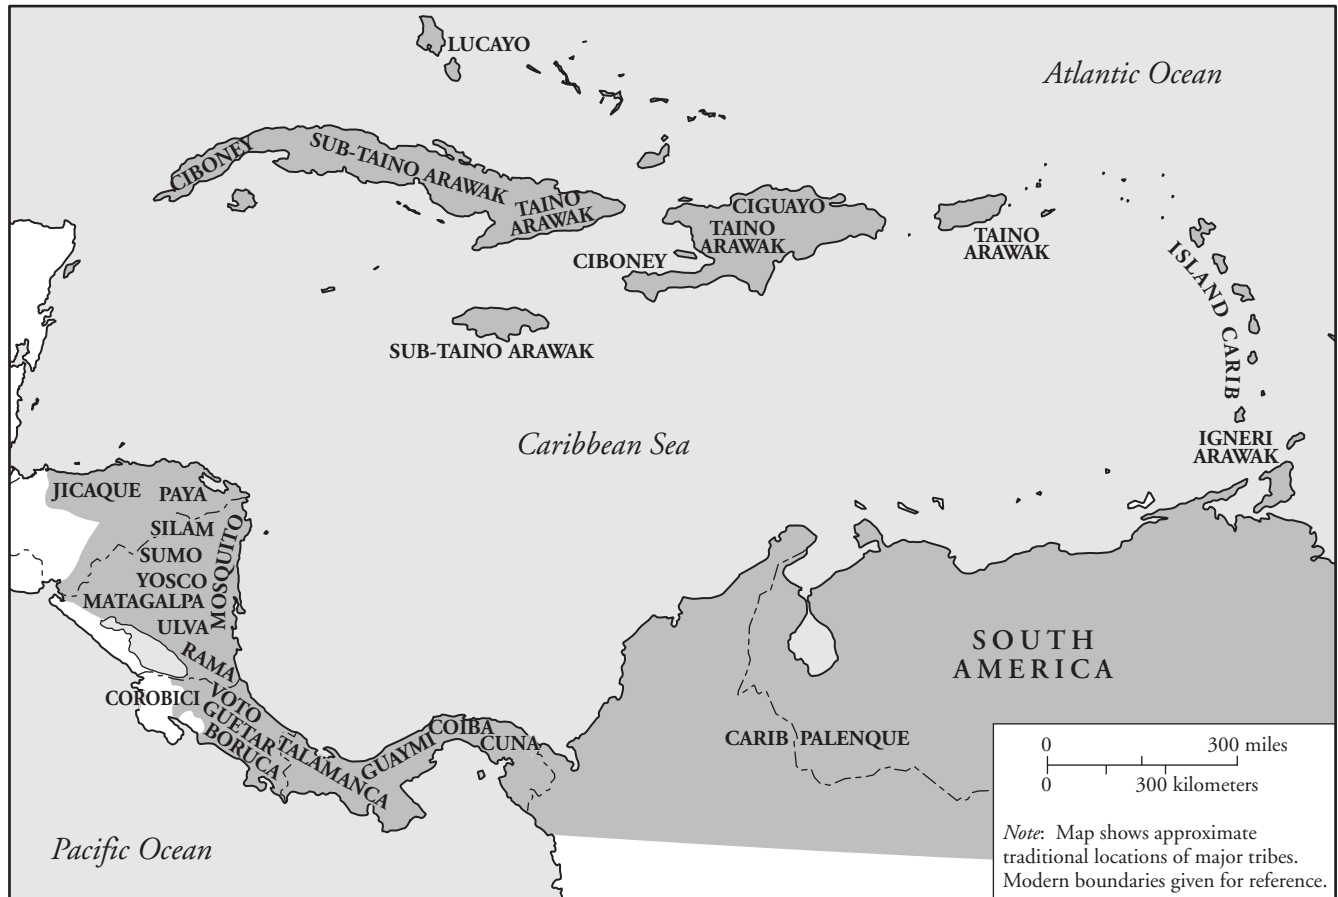 LUCAYO
Atlantic Ocean
CIBONEY
SUB-TAINO ARAWAK
TAINO
ARAWAK
CIGUAYO
TAINO
ARAWAK
CIBONEY
TAINO
ARAWAK
SUB-TAINO ARAWAK
ISLAND CARIB
Caribbean Sea
IGNERI
ARAWAK
JICAQUE
PAYA
SILAM
MOSQUITO
SUMO
YOSCO
MATAGALPA
ULVA
RAMA
COROBICI
VOTO
GUETAR
BORUCA
TALAMANCA
GUAYMI
COIBA
CUNA
SOUTH
AMERICA
CARIB PALENQUE
Pacific Ocean
0 300 miles
0 300 kilometers
Note: Map shows approximate
traditional locations of major tribes.
Modern boundaries given for reference.